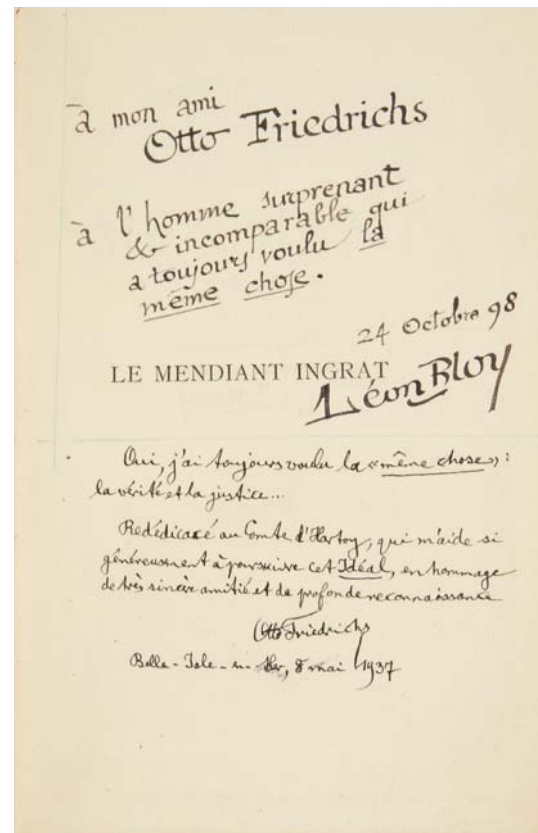 à mon ami
Otto Friedrichs
à l'homme surprenant
& incomparable qui
a toujours voulu la
même chose.
24 Octobre 98
LE MENDIANT INGRAT
Léon Bloy
Oui, j'ai toujours voulu la «même chose» :
la vérité et la justice...
Redédicacé au Comte d'Hartoy, qui m'aide si
généreusement à poursuivre cet Idéal, en hommage
de très sincère amitié et de profonde reconnaissance
Otto Friedrichs
Belle-Isle-en-Mer, 8 mai 1937